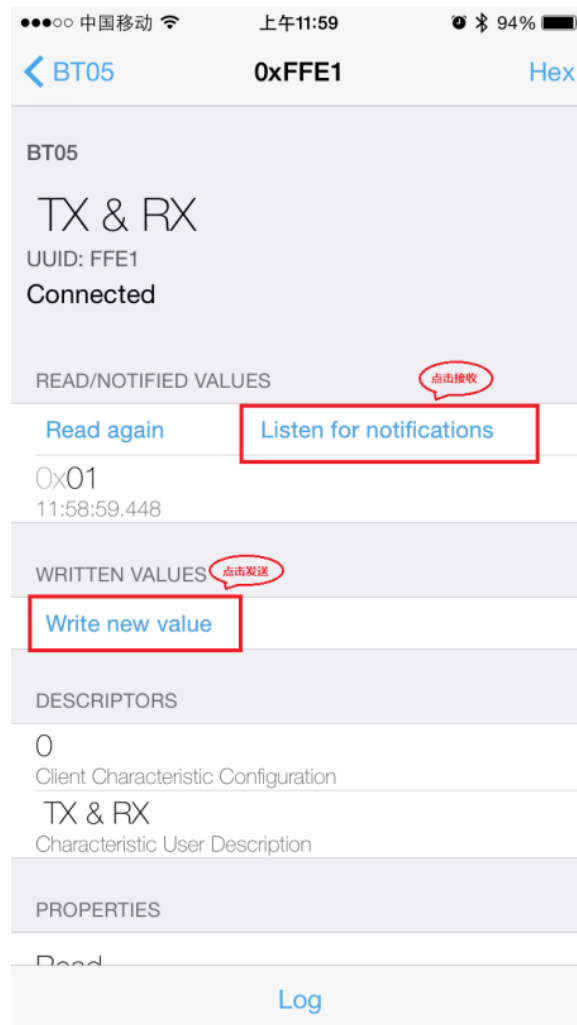 中国移动 上午11:59 94%
BT05 0xFFE1 Hex
BT05
TX & RX
UUID: FFE1
Connected
READ/NOTIFIED VALUES 点击接收
Read again Listen for notifications
0x01
11:58:59.448
WRITTEN VALUES 点击发送
Write new value
DESCRIPTORS
0
Client Characteristic Configuration
TX & RX
Characteristic User Description
PROPERTIES
Read
Log